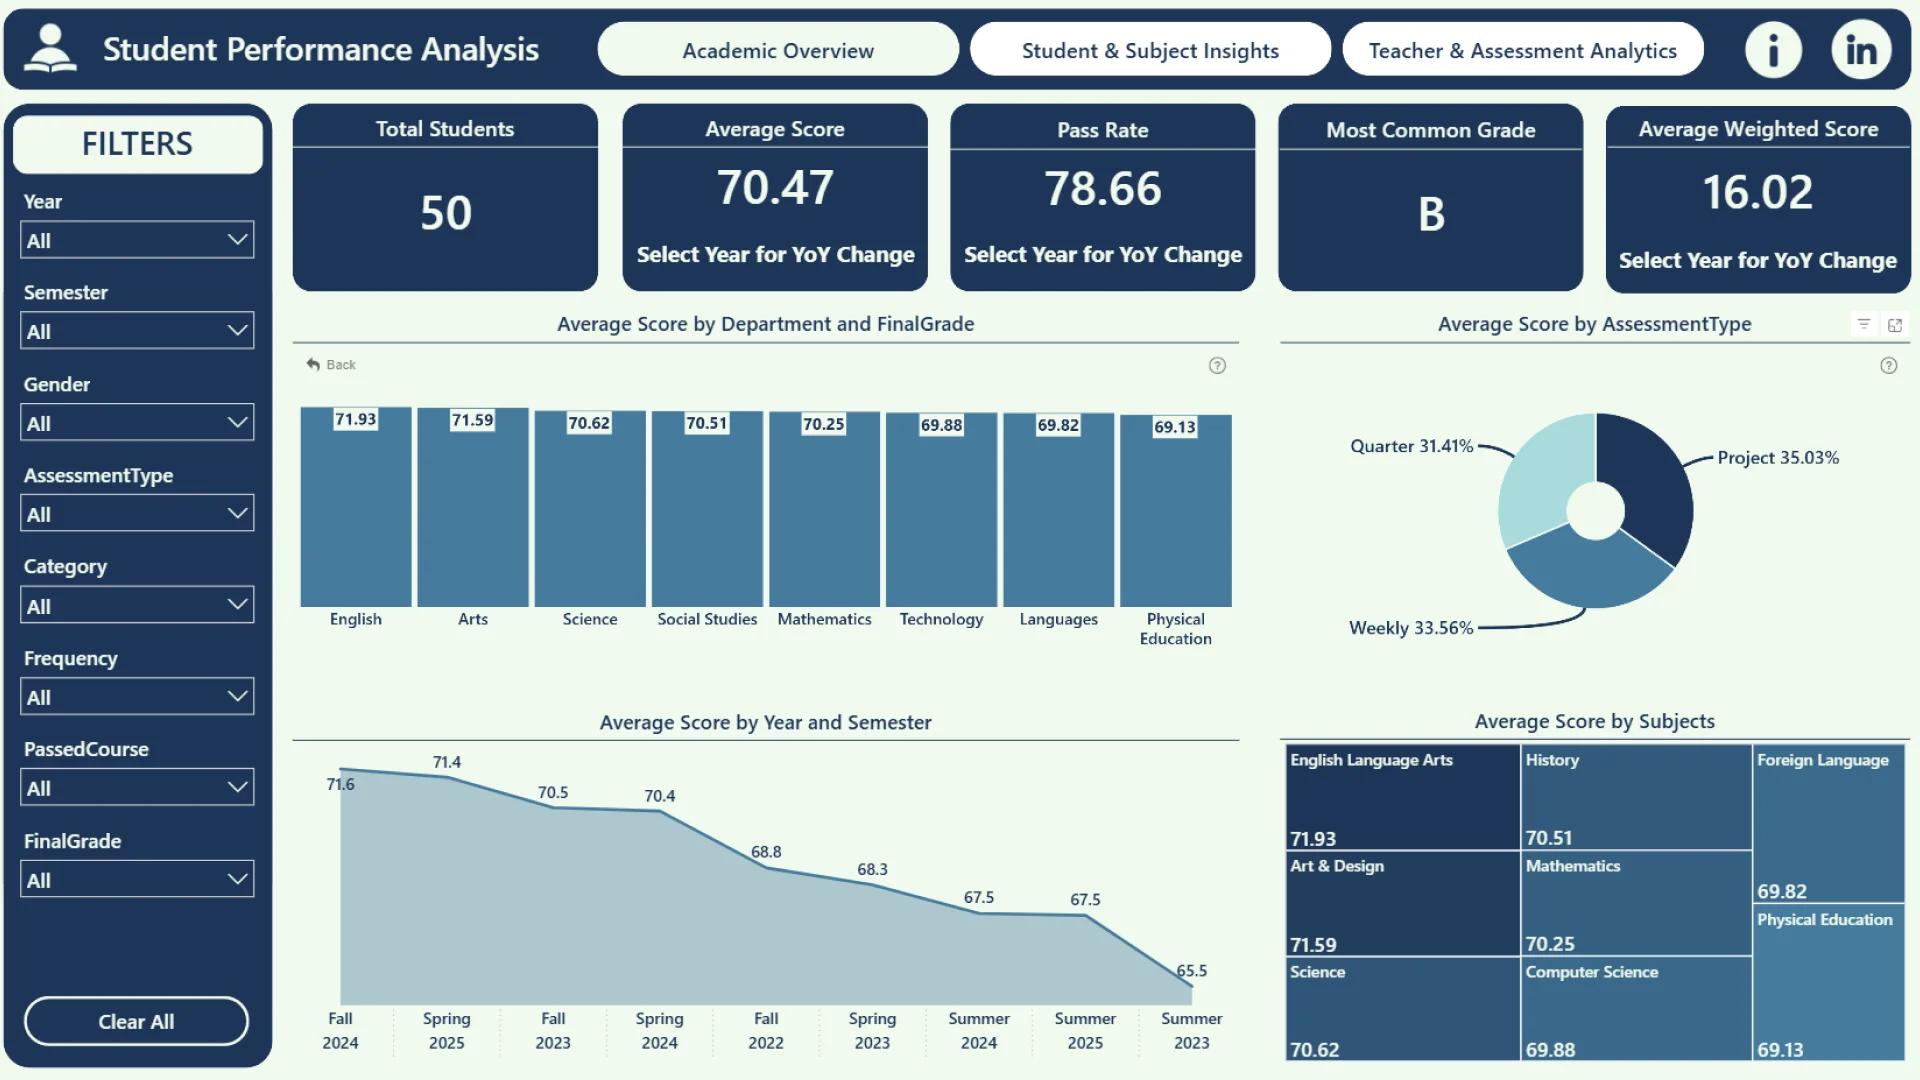 Student Performance Analysis
Academic Overview
Student & Subject Insights
Teacher & Assessment Analytics
i
in
FILTERS
Year
All
Semester
All
Gender
All
AssessmentType
All
Category
All
Frequency
All
PassedCourse
All
FinalGrade
All
Clear All
Total Students
50
Average Score
70.47
Select Year for YoY Change
Pass Rate
78.66
Select Year for YoY Change
Most Common Grade
B
Average Weighted Score
16.02
Select Year for YoY Change
Average Score by Department and FinalGrade
Back
?
71.93
71.59
70.62
70.51
70.25
69.88
69.82
69.13
English
Arts
Science
Social Studies
Mathematics
Technology
Languages
Physical
Education
Average Score by AssessmentType
?
Quarter 31.41%
Project 35.03%
Weekly 33.56%
Average Score by Year and Semester
71.6
71.4
70.5
70.4
68.8
68.3
67.5
67.5
65.5
Fall
2024
Spring
2025
Fall
2023
Spring
2024
Fall
2022
Spring
2023
Summer
2024
Summer
2025
Summer
2023
Average Score by Subjects
English Language Arts
71.93
Art & Design
71.59
Science
70.62
History
70.51
Mathematics
70.25
Computer Science
69.88
Foreign Language
69.82
Physical Education
69.13